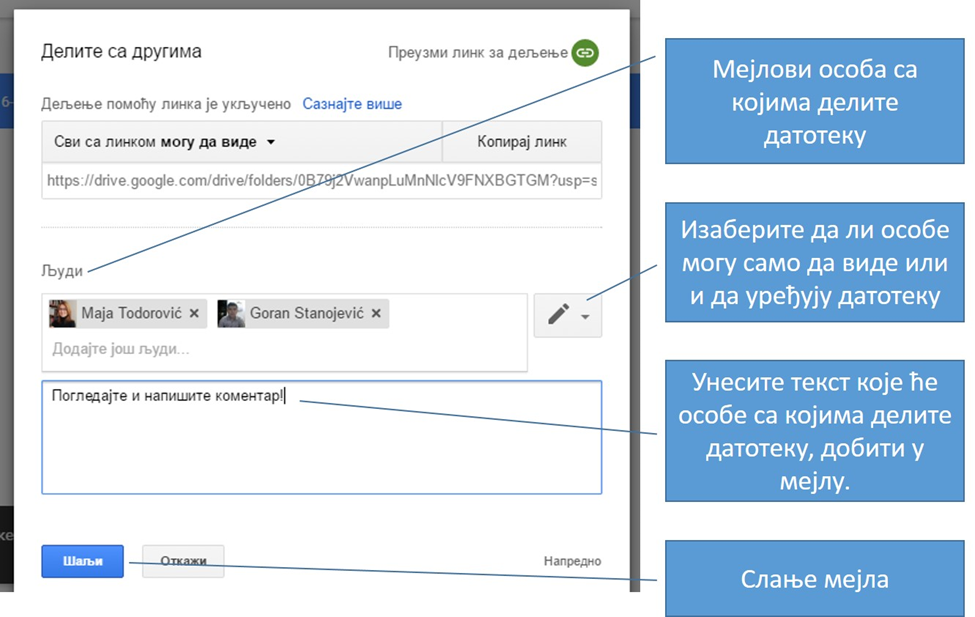 Делите са другима
Преузми линк за дељење
Дељење помоћу линка је укључено Сазнајте више
Сви са линком могу да виде
Копирај линк
https://drive.google.com/drive/folders/0B79j2VwanpLuMnNlcV9FNXBGTGM?usp=s
Људи
Maja Todorović × Goran Stanojević ×
Додајте још људи...
Погледајте и напишите коментар!
Шаљи
Откажи
Напредно
Мејлови особа са
којима делите
датотеку
Изаберите да ли особе
могу само да виде или
и да уређују датотеку
Унесите текст које ће
особе са којима делите
датотеку, добити у
мејлу.
Слање мејла